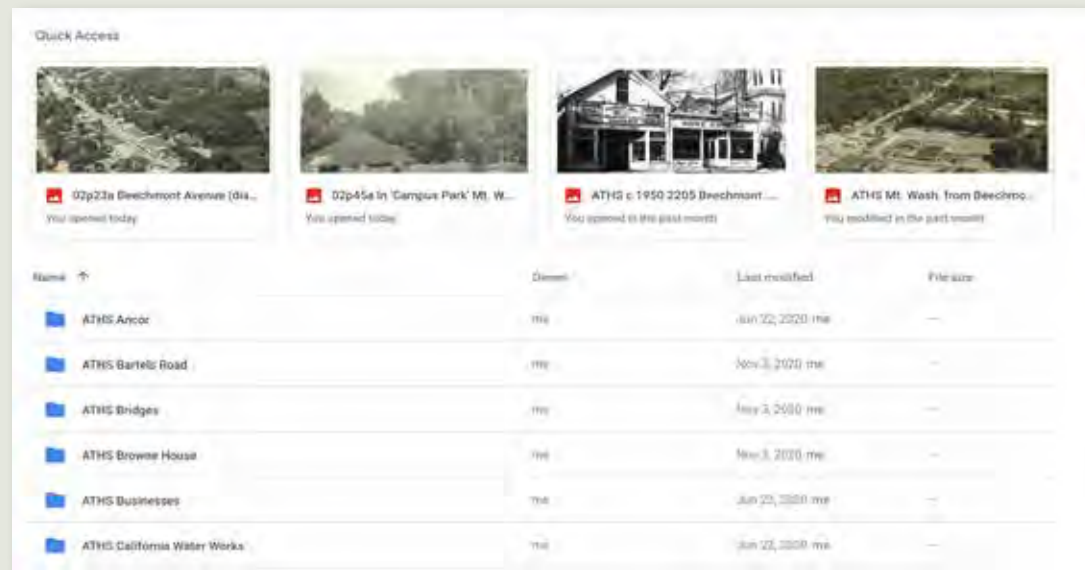 Quick Access
02p23a Beechmont Avenue (dia...
You opened today
02p45a In 'Campus Park' Mt. W...
You opened today
ATHS c 1950 2205 Beechmont ....
You opened in the past month
ATHS Mt. Wash. from Beechmo...
You modified in the past month
Name ↑ Owner Last modified File size
ATHS Ancor me Jun 22, 2020 me —
ATHS Bartels Road me Nov 3, 2020 me —
ATHS Bridges me Nov 3, 2020 me —
ATHS Browne House me Nov 3, 2020 me —
ATHS Businesses me Jun 22, 2020 me —
ATHS California Water Works me Jun 22, 2020 me —